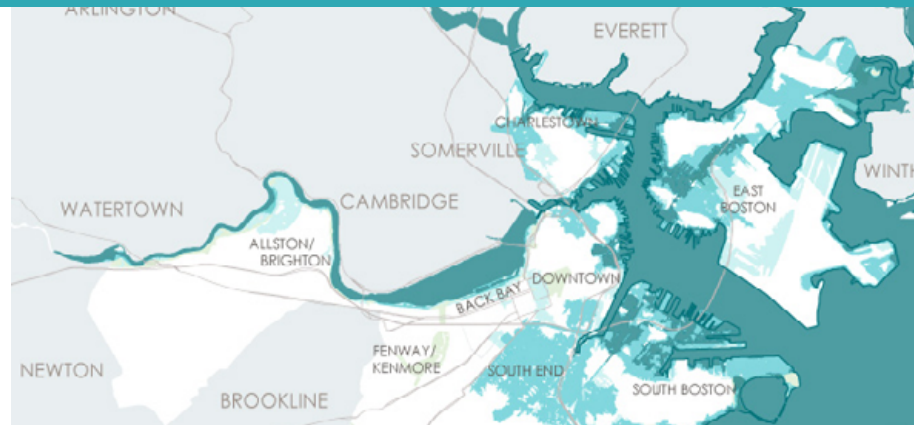 ARLINGTON
EVERETT
CHARLESTOWN
SOMERVILLE
WINTH
WATERTOWN
CAMBRIDGE
EAST
BOSTON
ALLSTON/
BRIGHTON
DOWNTOWN
BACK BAY
FENWAY/
KENMORE
NEWTON
SOUTH END
SOUTH BOSTON
BROOKLINE